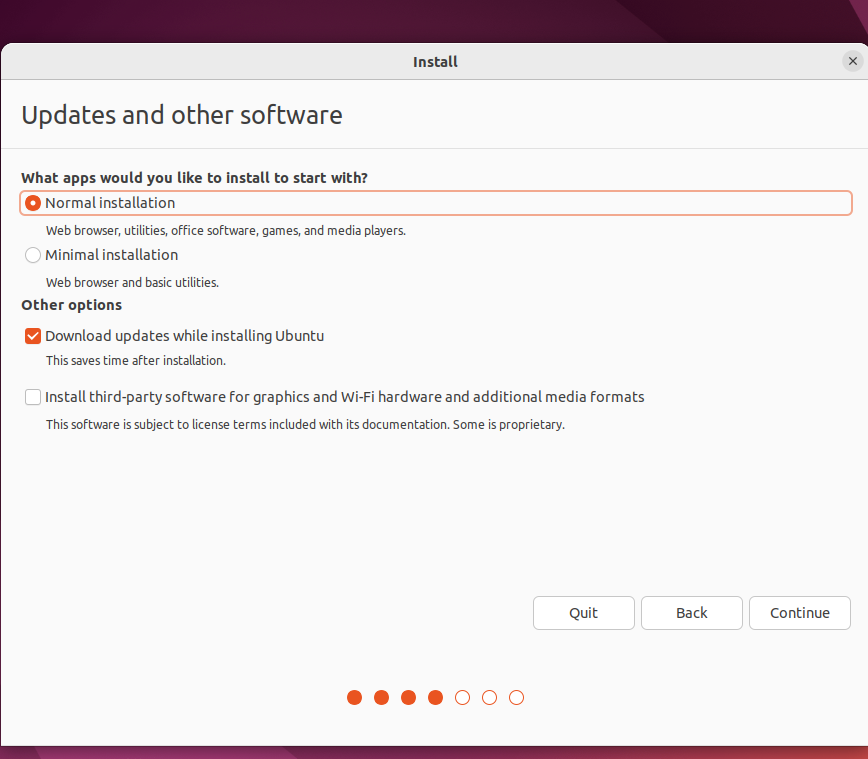 Install
Updates and other software
What apps would you like to install to start with?
Normal installation
Web browser, utilities, office software, games, and media players.
Minimal installation
Web browser and basic utilities.
Other options
Download updates while installing Ubuntu
This saves time after installation.
Install third-party software for graphics and Wi-Fi hardware and additional media formats
This software is subject to license terms included with its documentation. Some is proprietary.
Quit Back Continue